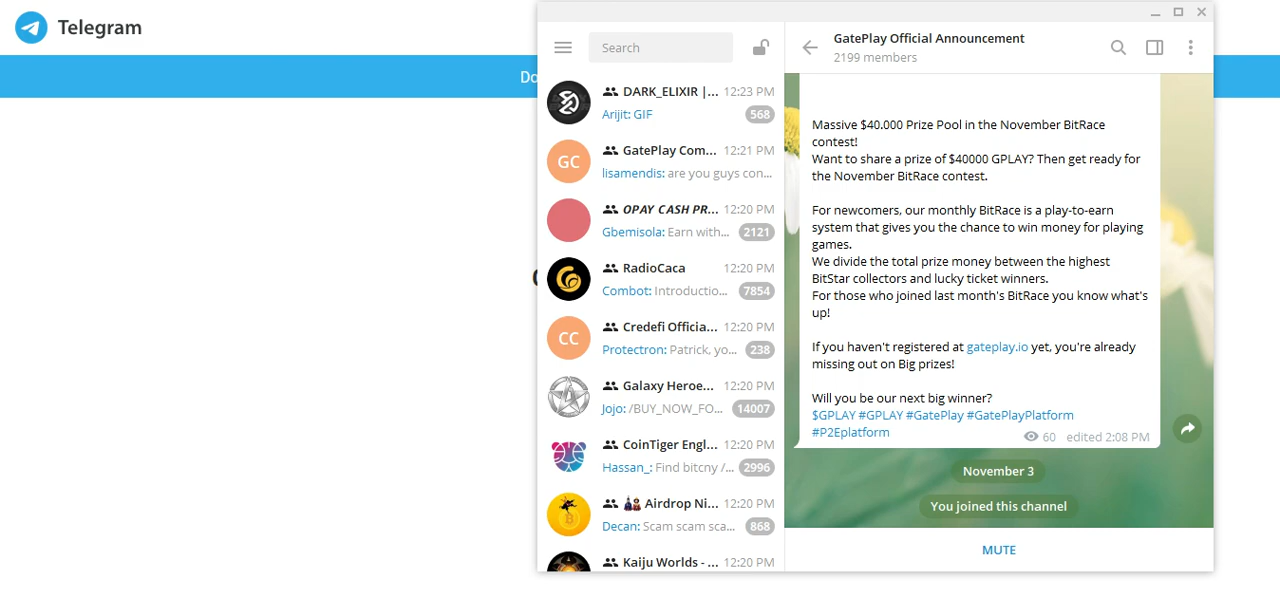 Telegram
Do
Search
DARK_ELIXIR |... 12:23 PM
Arijit: GIF 568
GC
GatePlay Com... 12:21 PM
lisamendis: are you guys con...
OPAY CASH PR... 12:20 PM
Gbemisola: Earn with... 2121
RadioCaca 12:20 PM
Combot: Introductio... 7854
CC
Credefi Officia... 12:20 PM
Protectron: Patrick, yo... 238
Galaxy Heroe... 12:20 PM
Jojo: /BUY_NOW_FO... 14007
CoinTiger Engl... 12:20 PM
Hassan_: Find bitcny /... 2996
Airdrop Ni... 12:20 PM
Decan: Scam scam sca... 868
Kaiju Worlds - ... 12:20 PM
GatePlay Official Announcement
2199 members
Massive $40.000 Prize Pool in the November BitRace
contest!
Want to share a prize of $40000 GPLAY? Then get ready for
the November BitRace contest.
For newcomers, our monthly BitRace is a play-to-earn
system that gives you the chance to win money for playing
games.
We divide the total prize money between the highest
BitStar collectors and lucky ticket winners.
For those who joined last month's BitRace you know what's
up!
If you haven't registered at gateplay.io yet, you're already
missing out on Big prizes!
Will you be our next big winner?
$GPLAY #GPLAY #GatePlay #GatePlayPlatform
#P2Eplatform
60 edited 2:08 PM
November 3
You joined this channel
MUTE